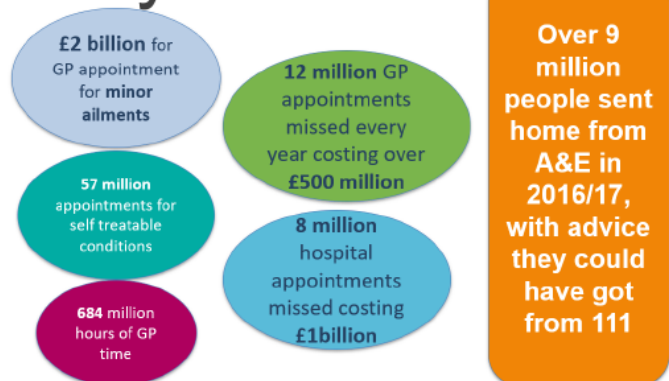 £2 billion for
GP appointment
for minor
ailments
12 million GP
appointments
missed every
year costing over
£500 million
57 million
appointments for
self treatable
conditions
8 million
hospital
appointments
missed costing
£1billion
684 million
hours of GP
time
Over 9
million
people sent
home from
A&E in
2016/17,
with advice
they could
have got
from 111